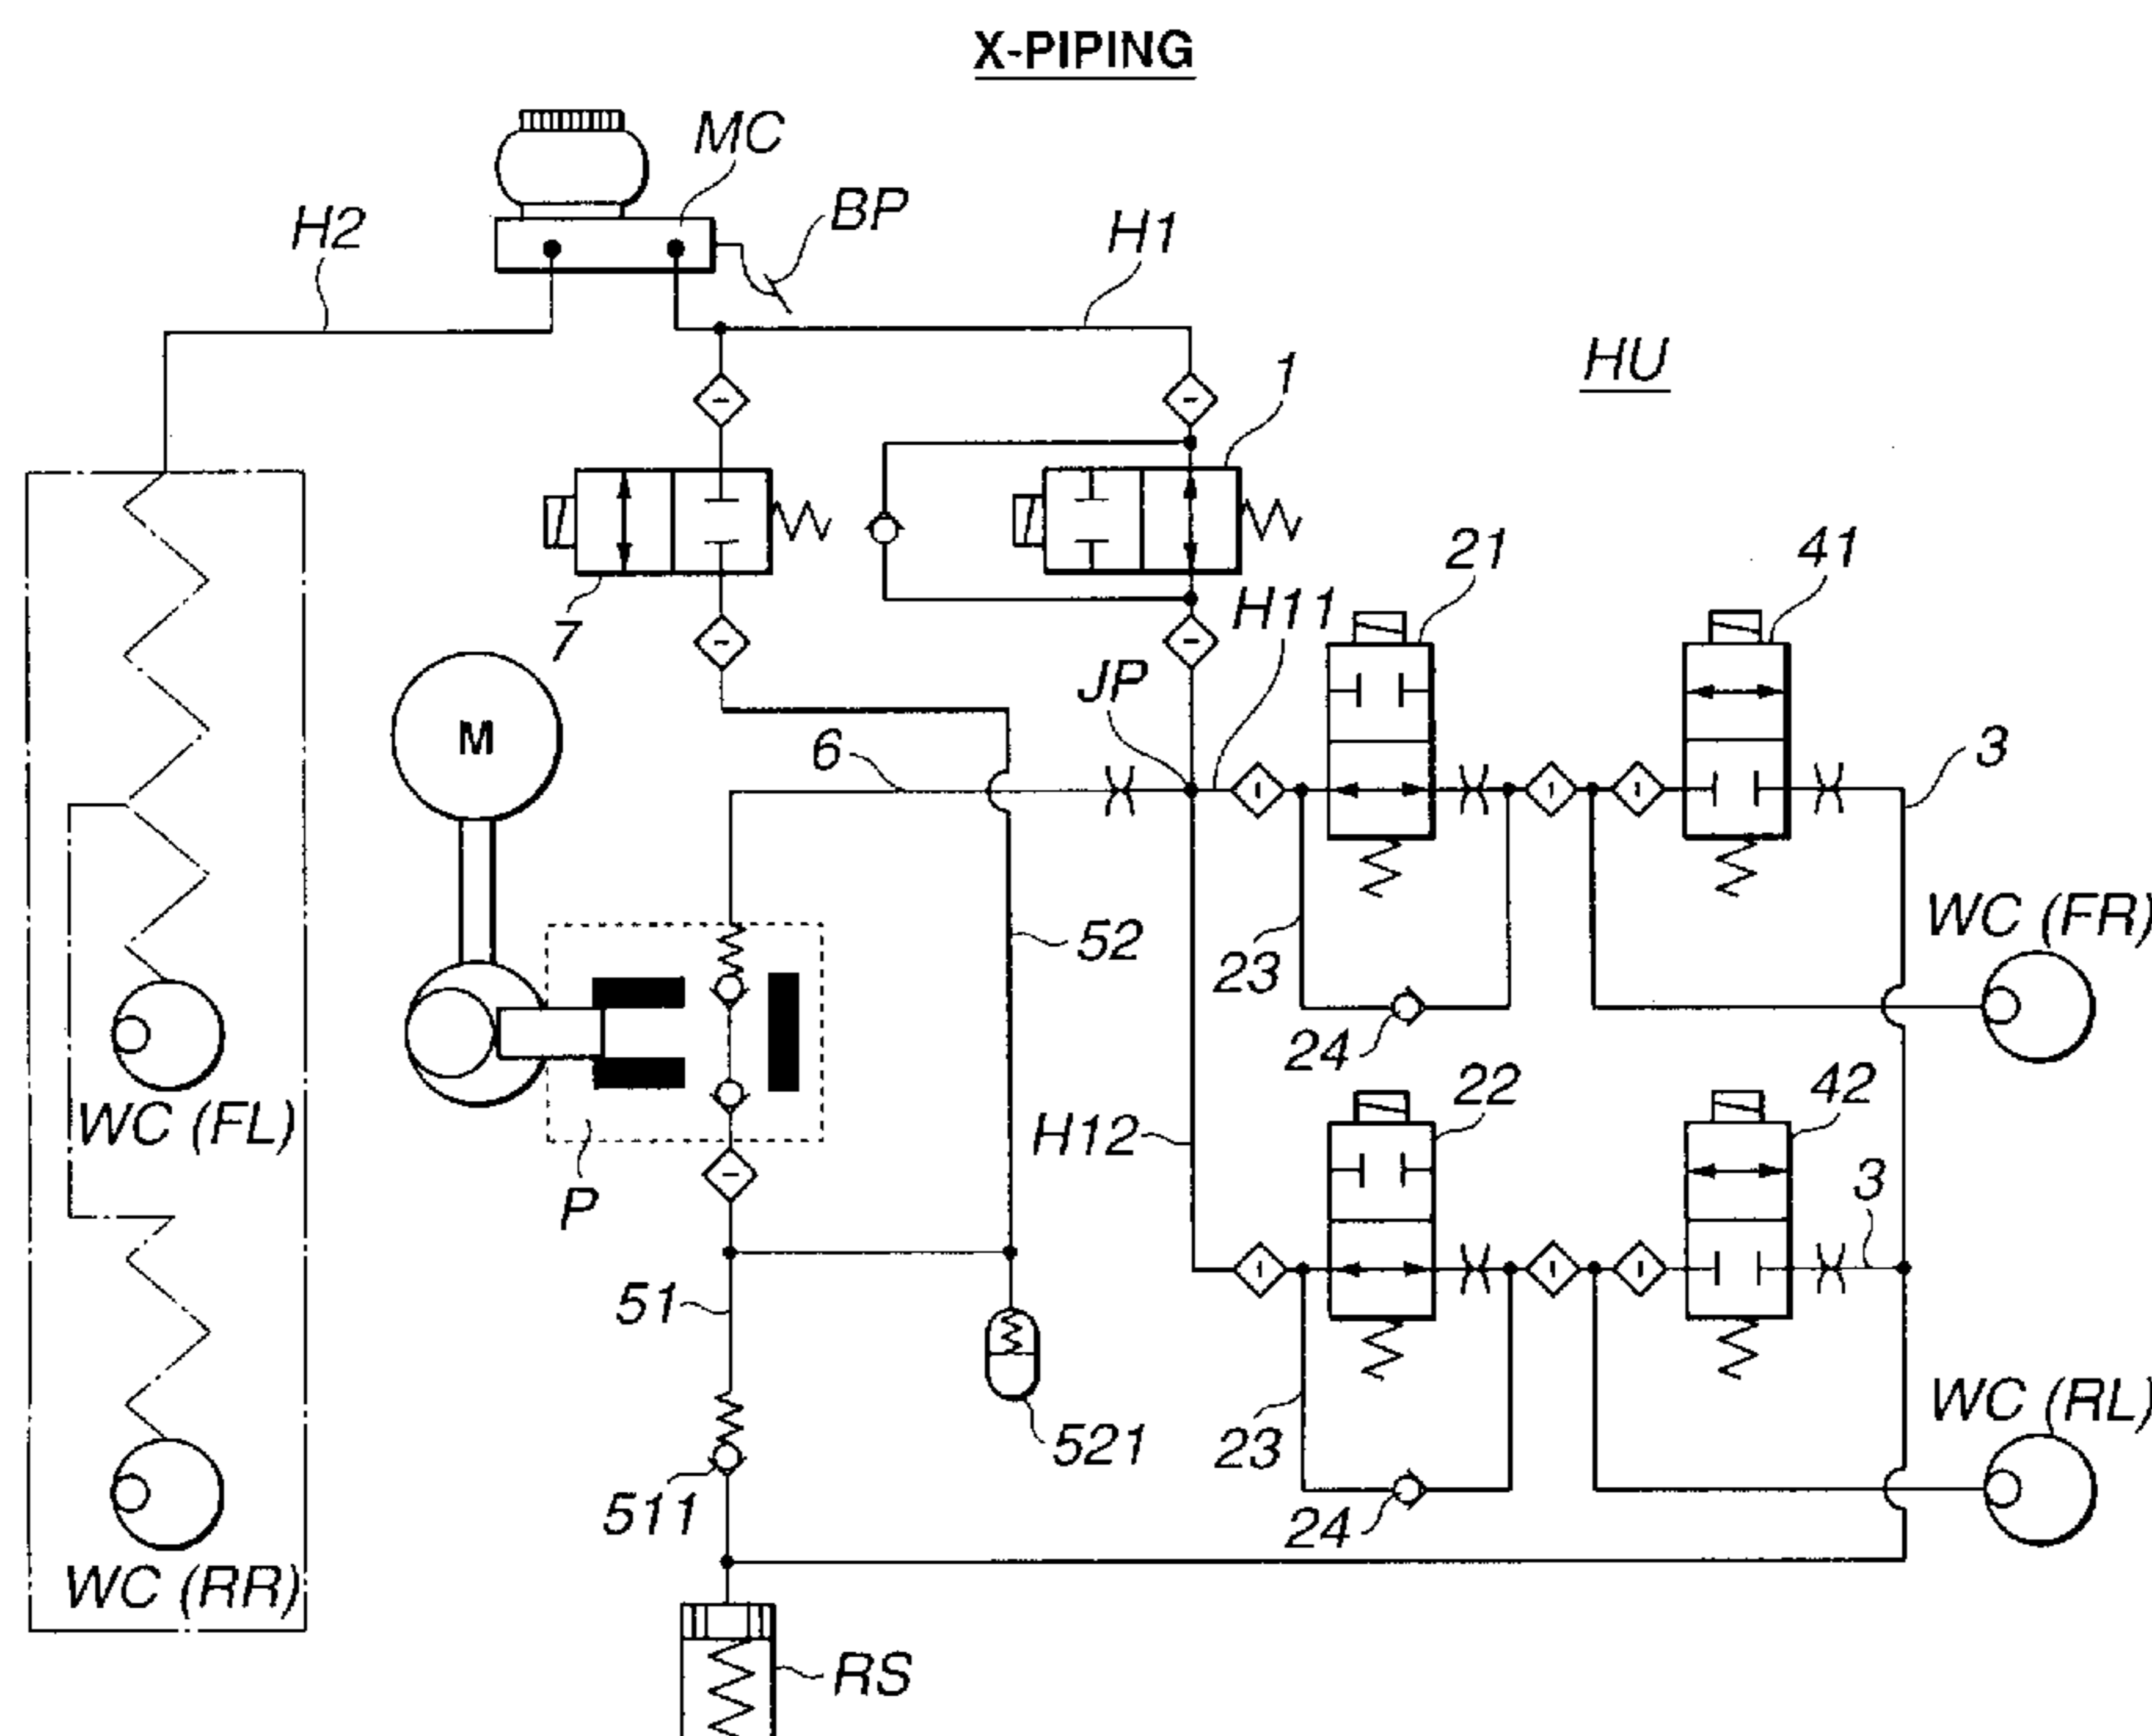 X-PIPING
MC
BP
H2
H1
HU
1
7
21
41
H11
JP
M
6
3
52
WC (FR)
23
24
WC (FL)
P
H12
22
42
3
51
521
WC (RL)
23
511
24
WC (RR)
RS